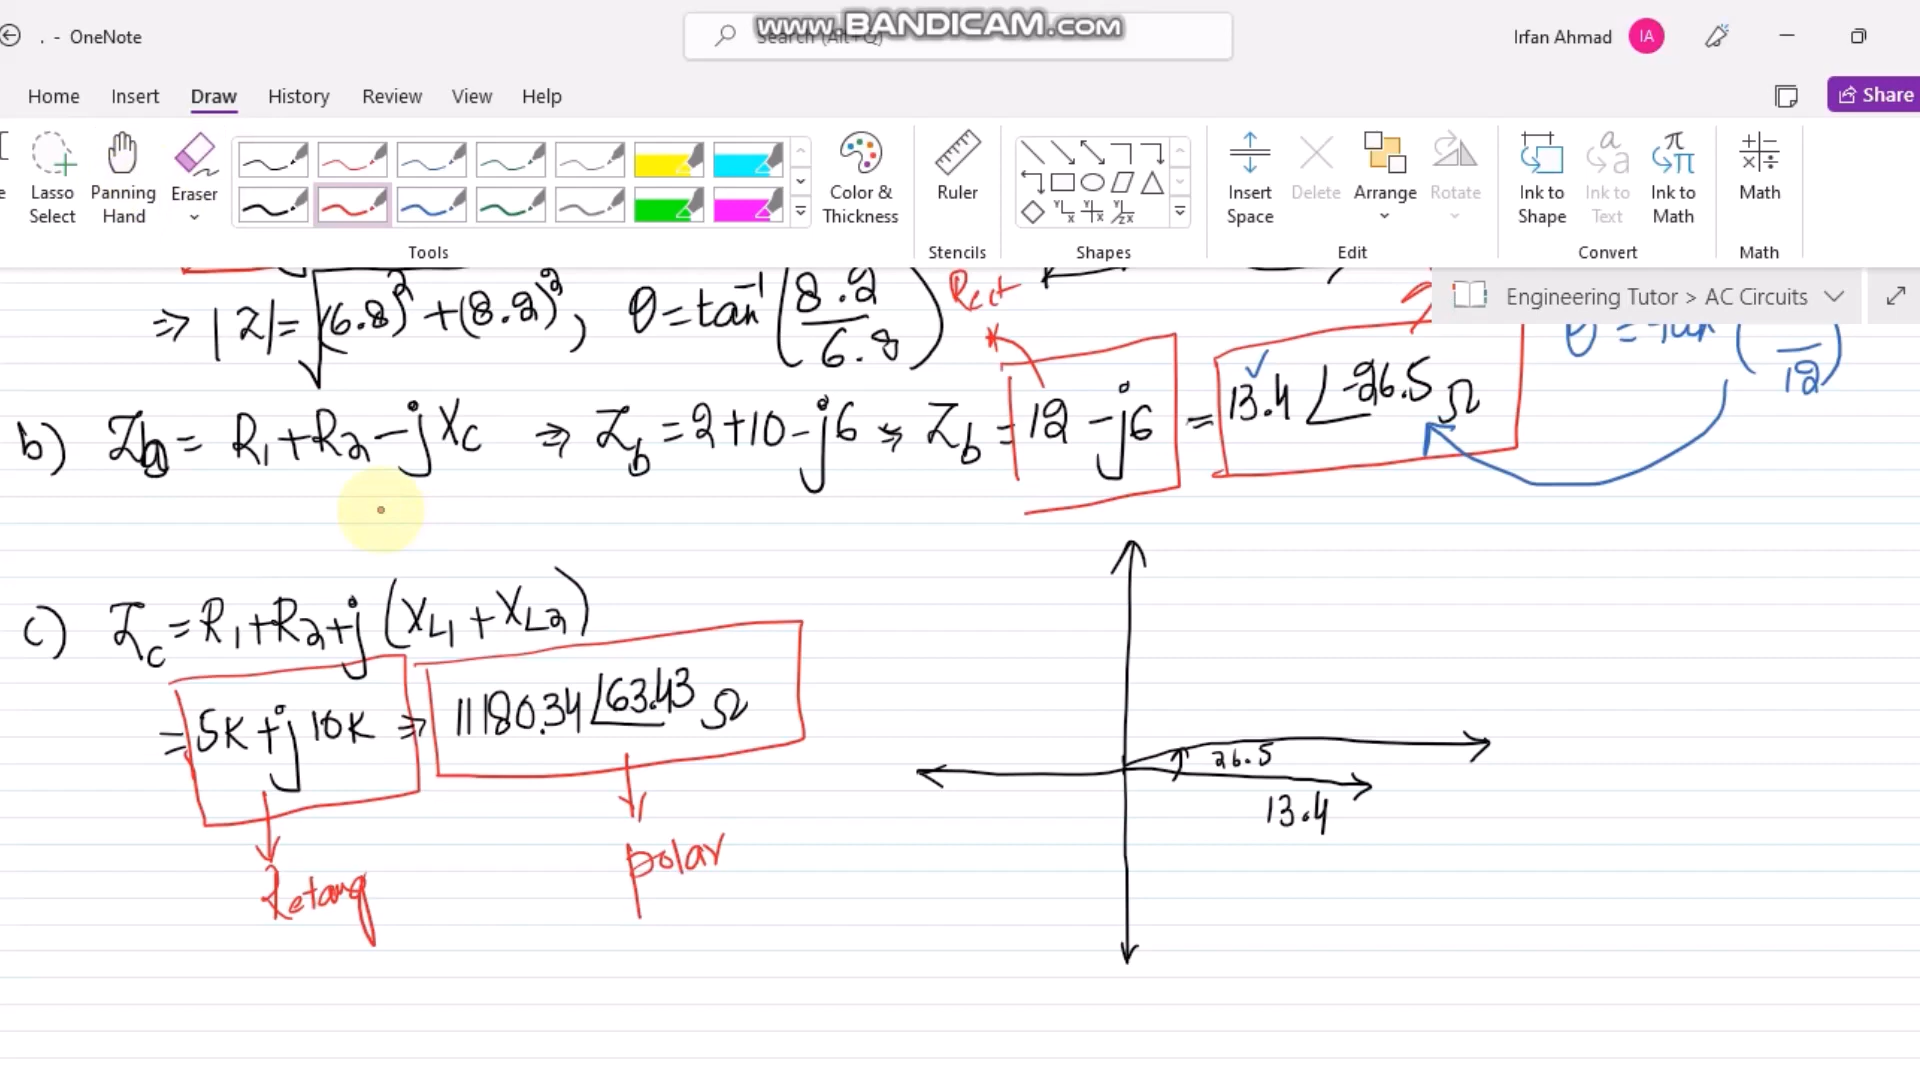 www.BANDICAM.com
. - OneNote
Search (Alt+Q)
Irfan Ahmad
IA
Home Insert Draw History Review View Help
Share
Lasso Select
Panning Hand
Eraser
Color & Thickness
Ruler
Insert Space
Delete
Arrange
Rotate
Ink to Shape
Ink to Text
Ink to Math
Math
Tools
Stencils
Shapes
Edit
Convert
Math
Engineering Tutor > AC Circuits
⇒ |Z| = √(6.8)² + (8.2)², θ = tan⁻¹(8.2/6.8)
Rect
12
b) Zb = R1 + R2 - jXC ⇒ Zb = 2+10-j6 ⇒ Zb = 12 - j6 = 13.4 ∠-26.5 Ω
c) Zc = R1 + R2 + j(XL1 + XL2)
= 5K + j10K ⇒ 11180.34 ∠63.43 Ω
26.5
13.4
polar